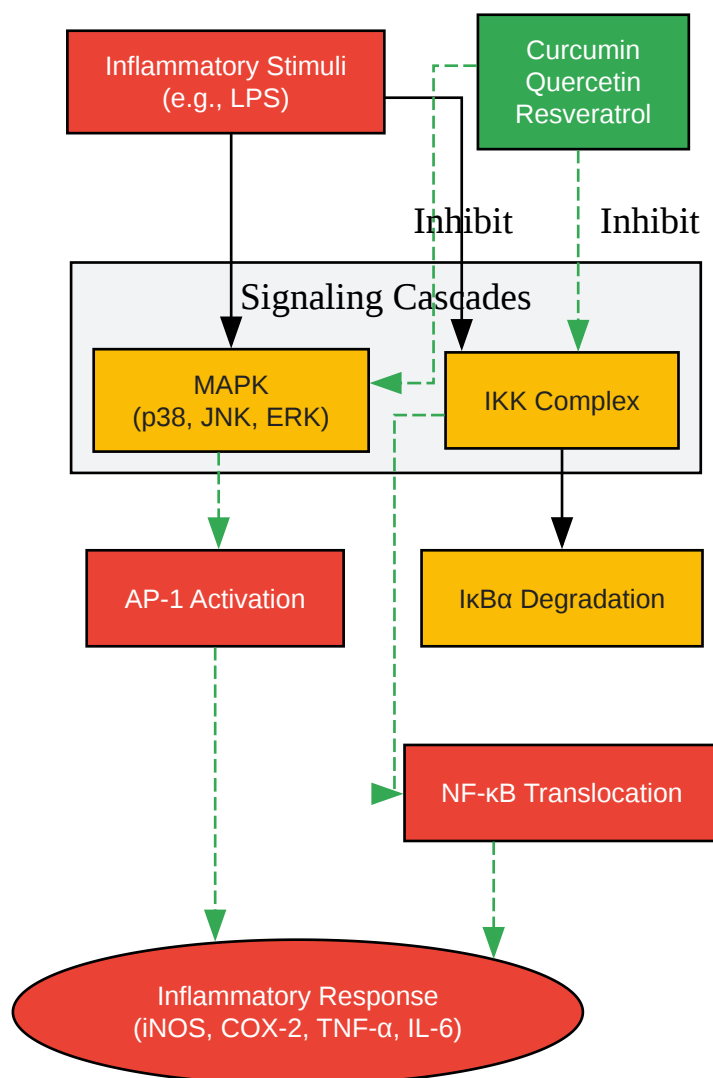 Inflammatory Stimuli
(e.g., LPS)
Curcumin
Quercetin
Resveratrol
Inhibit
Inhibit
Signaling Cascades
MAPK
(p38, JNK, ERK)
IKK Complex
AP-1 Activation
IκBα Degradation
NF-κB Translocation
Inflammatory Response
(iNOS, COX-2, TNF-α, IL-6)